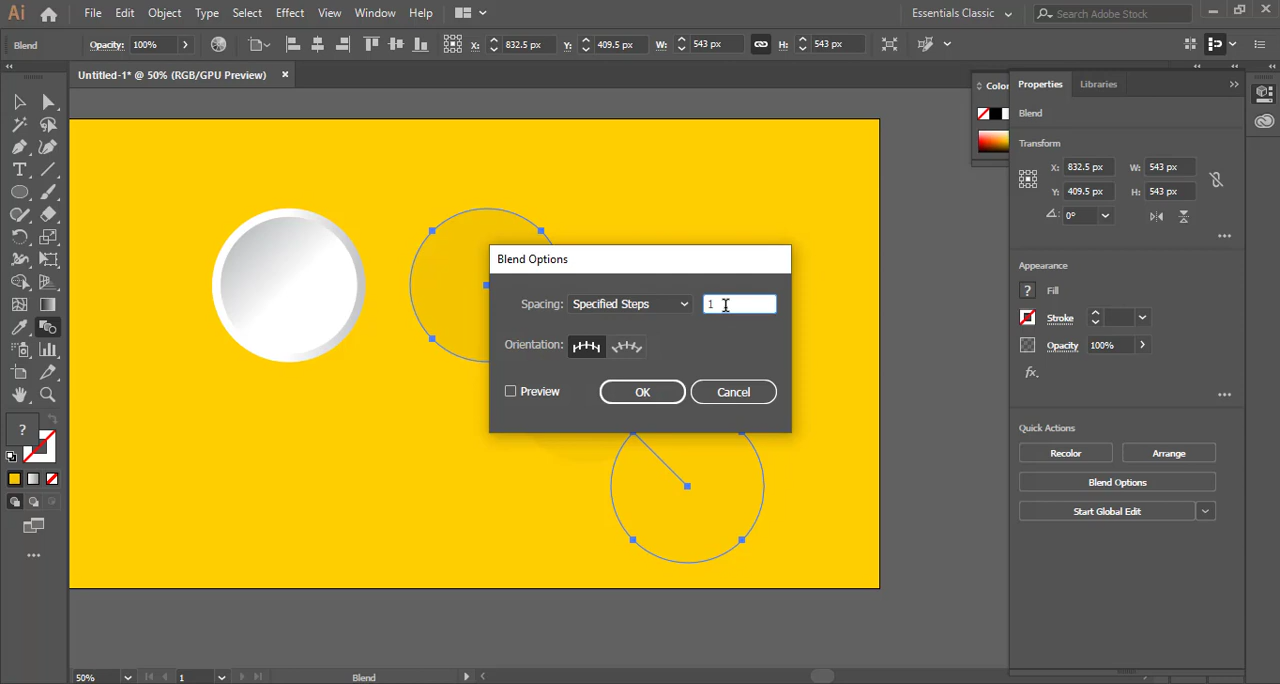 Ai File Edit Object Type Select Effect View Window Help Essentials Classic Search Adobe Stock
Blend Opacity: 100% X: 832.5 px Y: 409.5 px W: 543 px H: 543 px
Untitled-1* @ 50% (RGB/GPU Preview)
Color
Properties Libraries
Blend
Transform
X: 832.5 px W: 543 px
Y: 409.5 px H: 543 px
0°
Appearance
? Fill
Stroke
Opacity 100%
fx.
Quick Actions
Recolor Arrange
Blend Options
Start Global Edit
Blend Options
Spacing: Specified Steps 1
Orientation:
Preview OK Cancel
T
?
50% 1 Blend